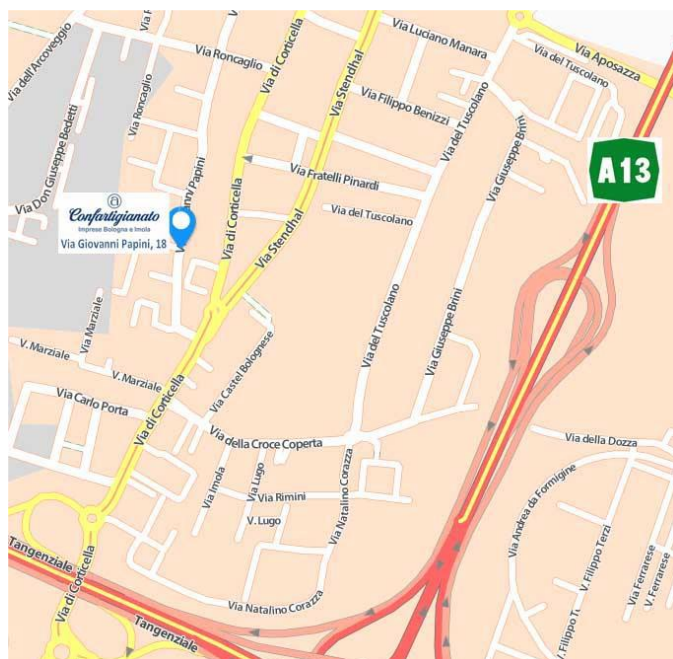 Via Luciano Manara
Via Aposazza
Via del Tuscolano
Via dell'Arcoveggio
Via Roncaglio
Via di Corticella
Via Stendhal
Via Roncaglio
Via Filippo Benizzi
Via del Tuscolano
Via Giuseppe Brini
Via Don Giuseppe Bedetti
Via Fratelli Pinardi
A13
Confartigianato
Imprese Bologna e Imola
Via Giovanni Papini, 18
Papini
Via del Tuscolano
Via di Corticella
Via Stendhal
Via del Tuscolano
Via Giuseppe Brini
Via Marziale
V. Marziale
V. Marziale
Via Castel Bolognese
Via Carlo Porta
Via di Corticella
Via della Croce Coperta
Via della Dozza
Via Imola
Via Lugo
Via Rimini
V. Lugo
Via Natalino Corazza
Via Andrea da Formigine
V. Filippo Terzi
Via Ferrarese
V. Ferrarese
Tangenziale
Via di Corticella
Via Natalino Corazza
Tangenziale
V. Filippo